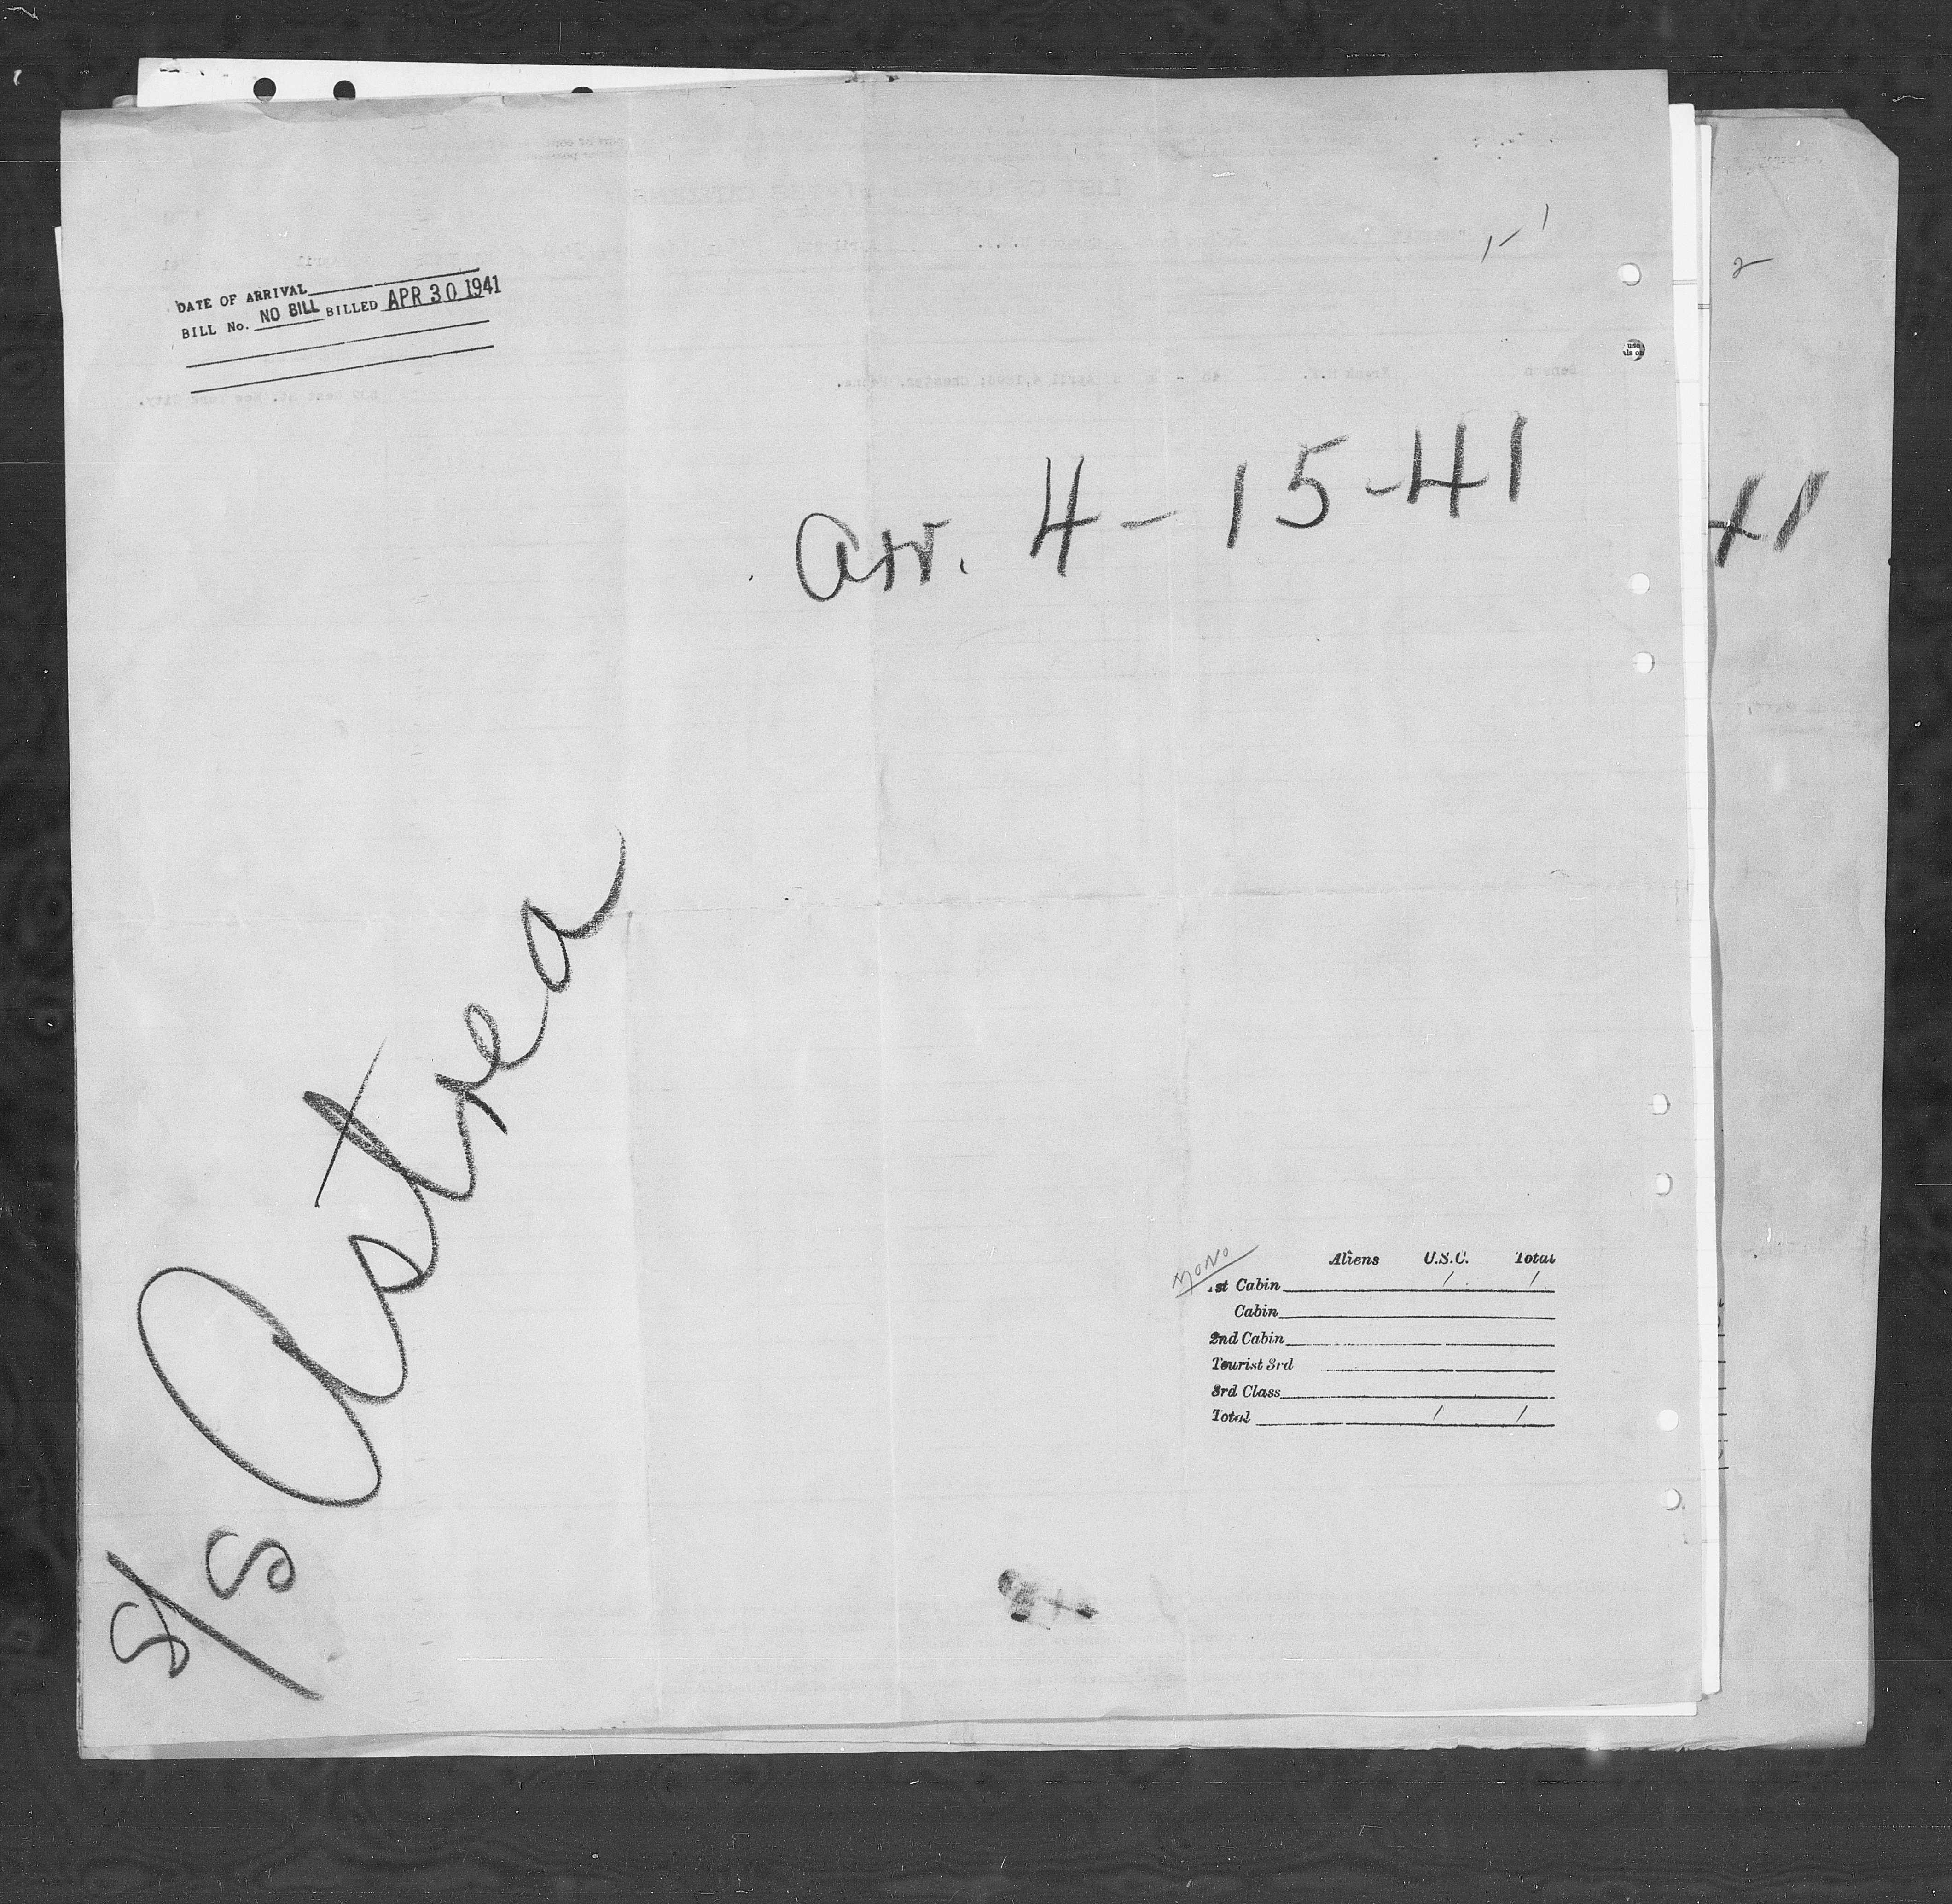 DATE OF ARRIVAL
BILL No. NO BILL BILLED APR 30 1941
Arr. 4-15-41
S/S Astrea
MONO
Aliens U.S.C. Total
1st Cabin / /
Cabin
2nd Cabin
Tourist 3rd
3rd Class
Total / /